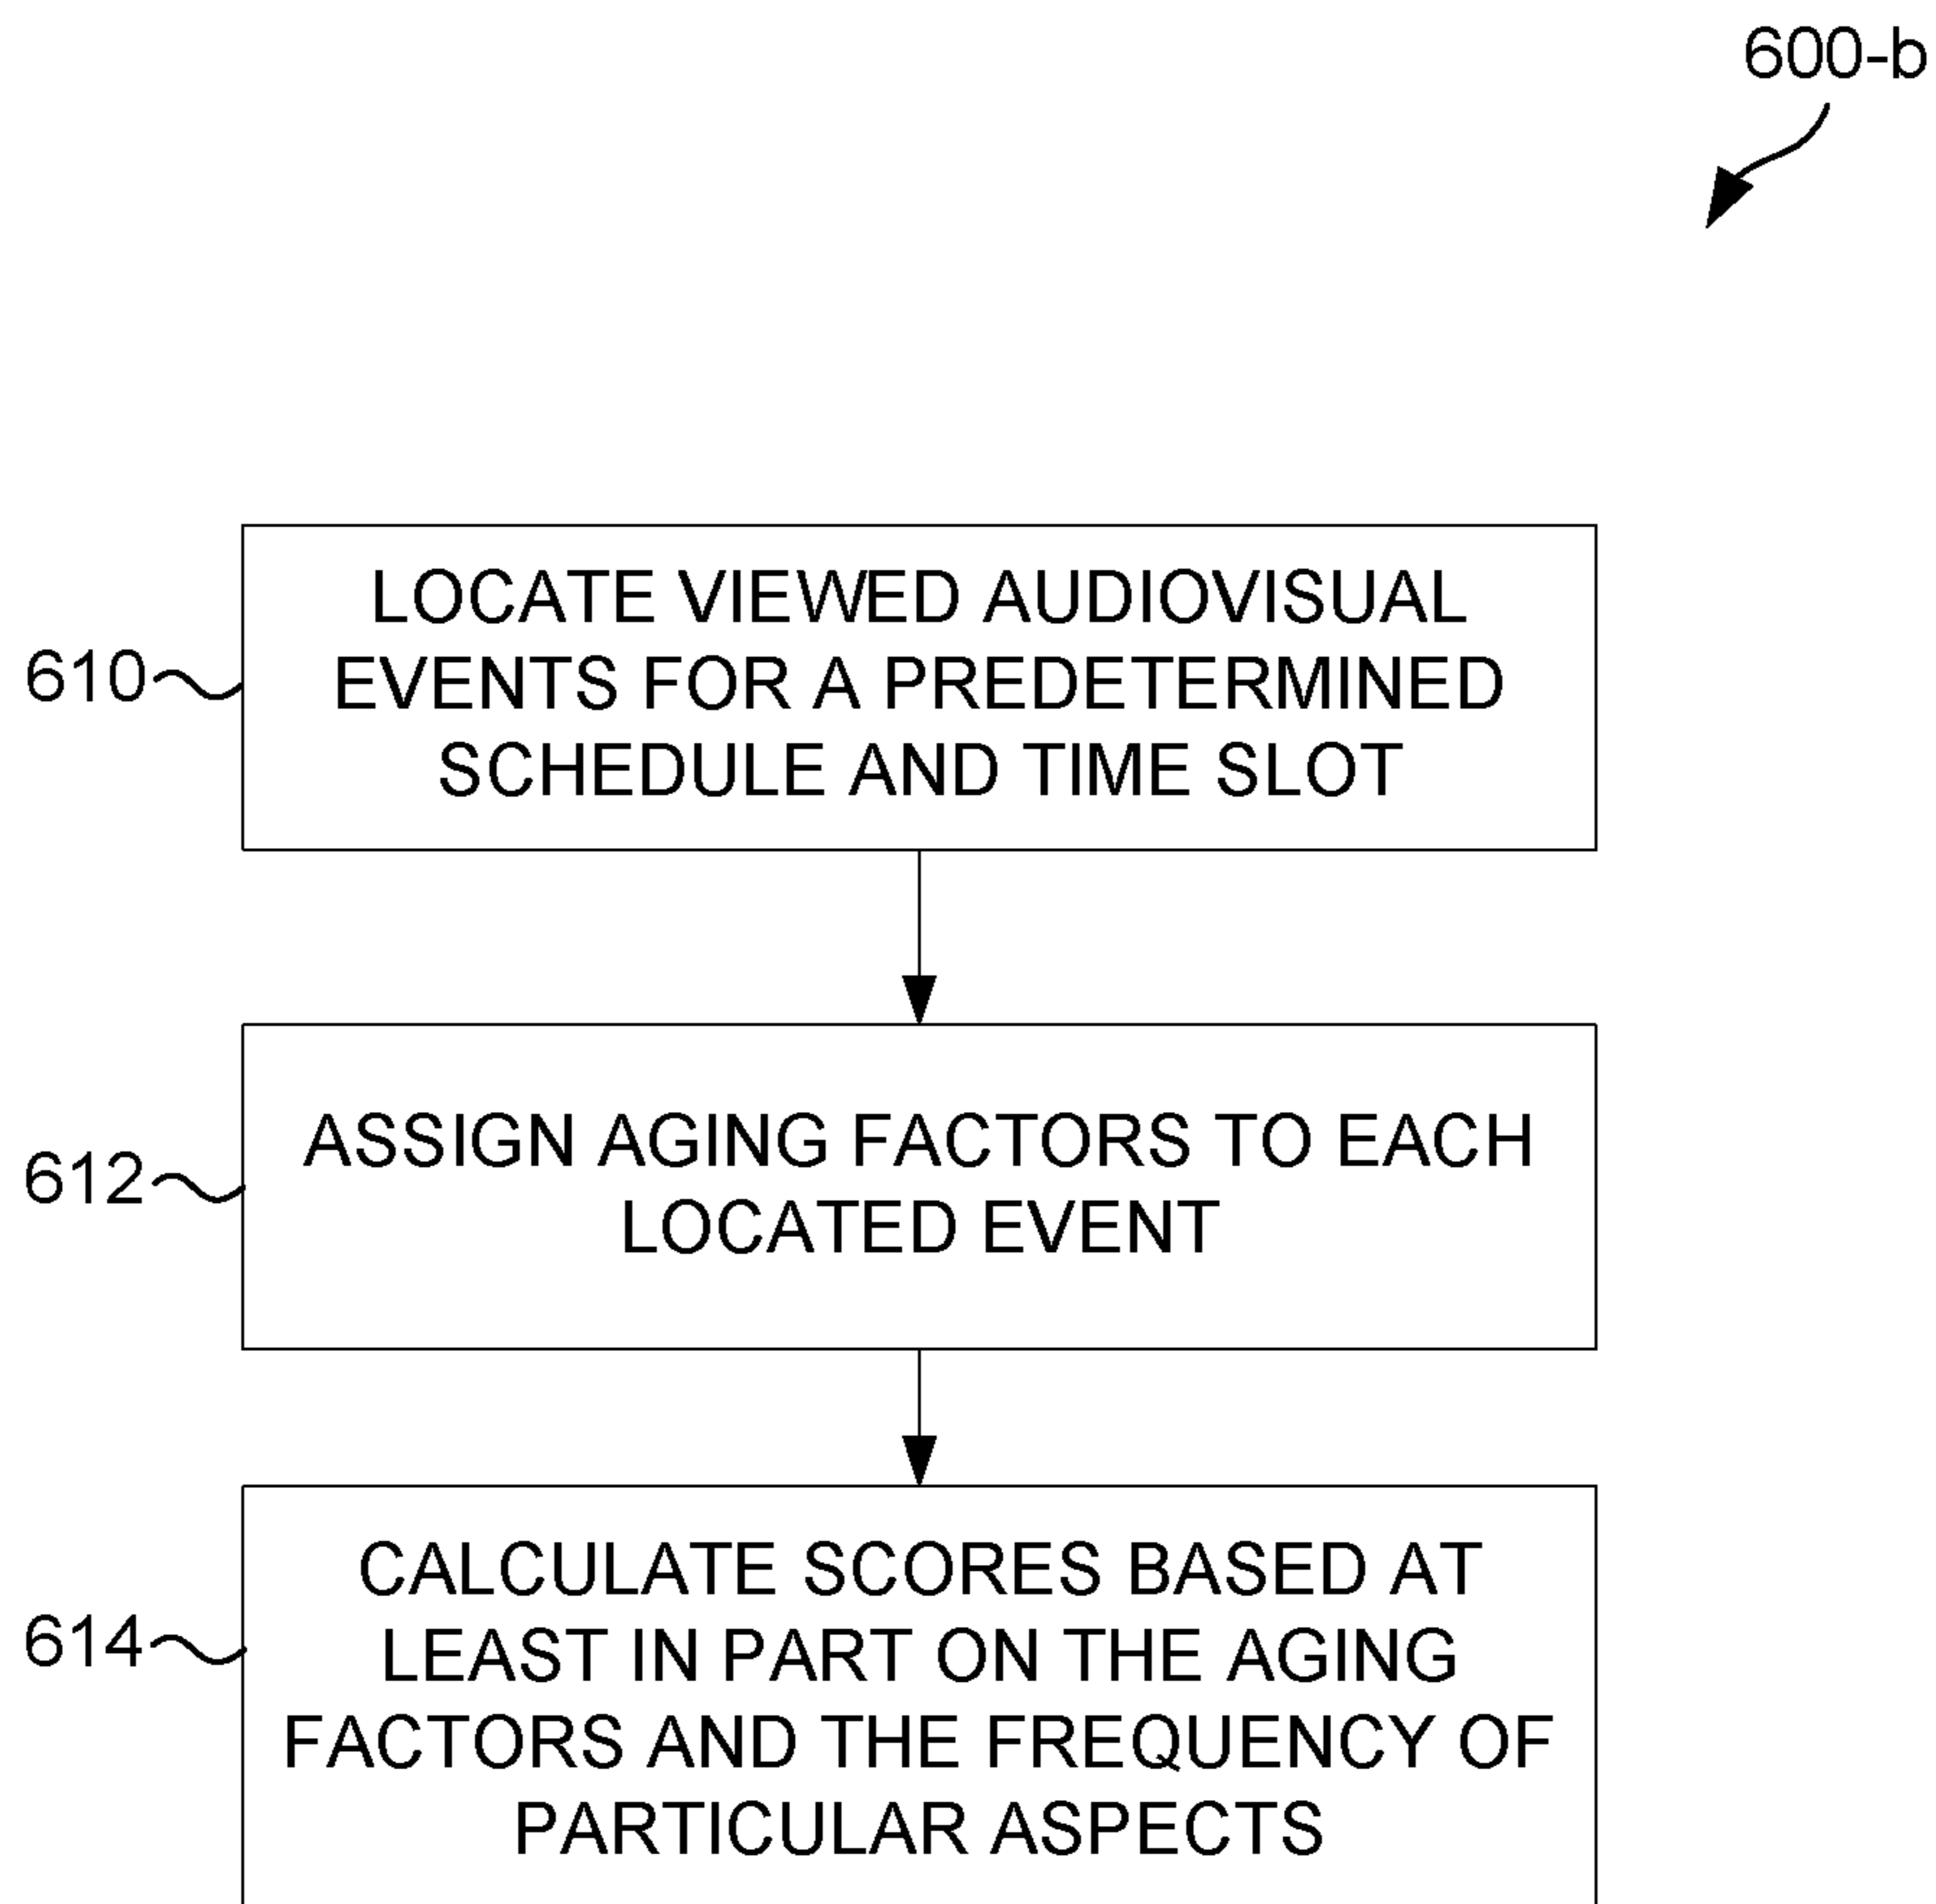 600-b
LOCATE VIEWED AUDIOVISUAL
EVENTS FOR A PREDETERMINED
SCHEDULE AND TIME SLOT
610
ASSIGN AGING FACTORS TO EACH
LOCATED EVENT
612
CALCULATE SCORES BASED AT
LEAST IN PART ON THE AGING
FACTORS AND THE FREQUENCY OF
PARTICULAR ASPECTS
614